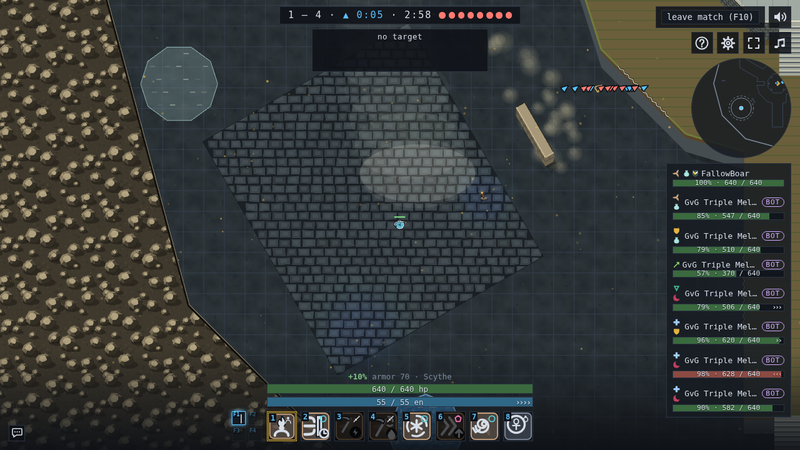 1 – 4 · ▲ 0:05 · 2:58
leave match (F10)
no target
FallowBoar
100% · 640 / 640
GvG Triple Mel… BOT
85% · 547 / 640
GvG Triple Mel… BOT
79% · 510 / 640
GvG Triple Mel… BOT
57% · 370 / 640
GvG Triple Mel… BOT
79% · 506 / 640
GvG Triple Mel… BOT
96% · 620 / 640
GvG Triple Mel… BOT
98% · 628 / 640
GvG Triple Mel… BOT
90% · 582 / 640
+10% armor 70 · Scythe
640 / 640 hp
55 / 55 en
1 2 3 4 5 6 7 8